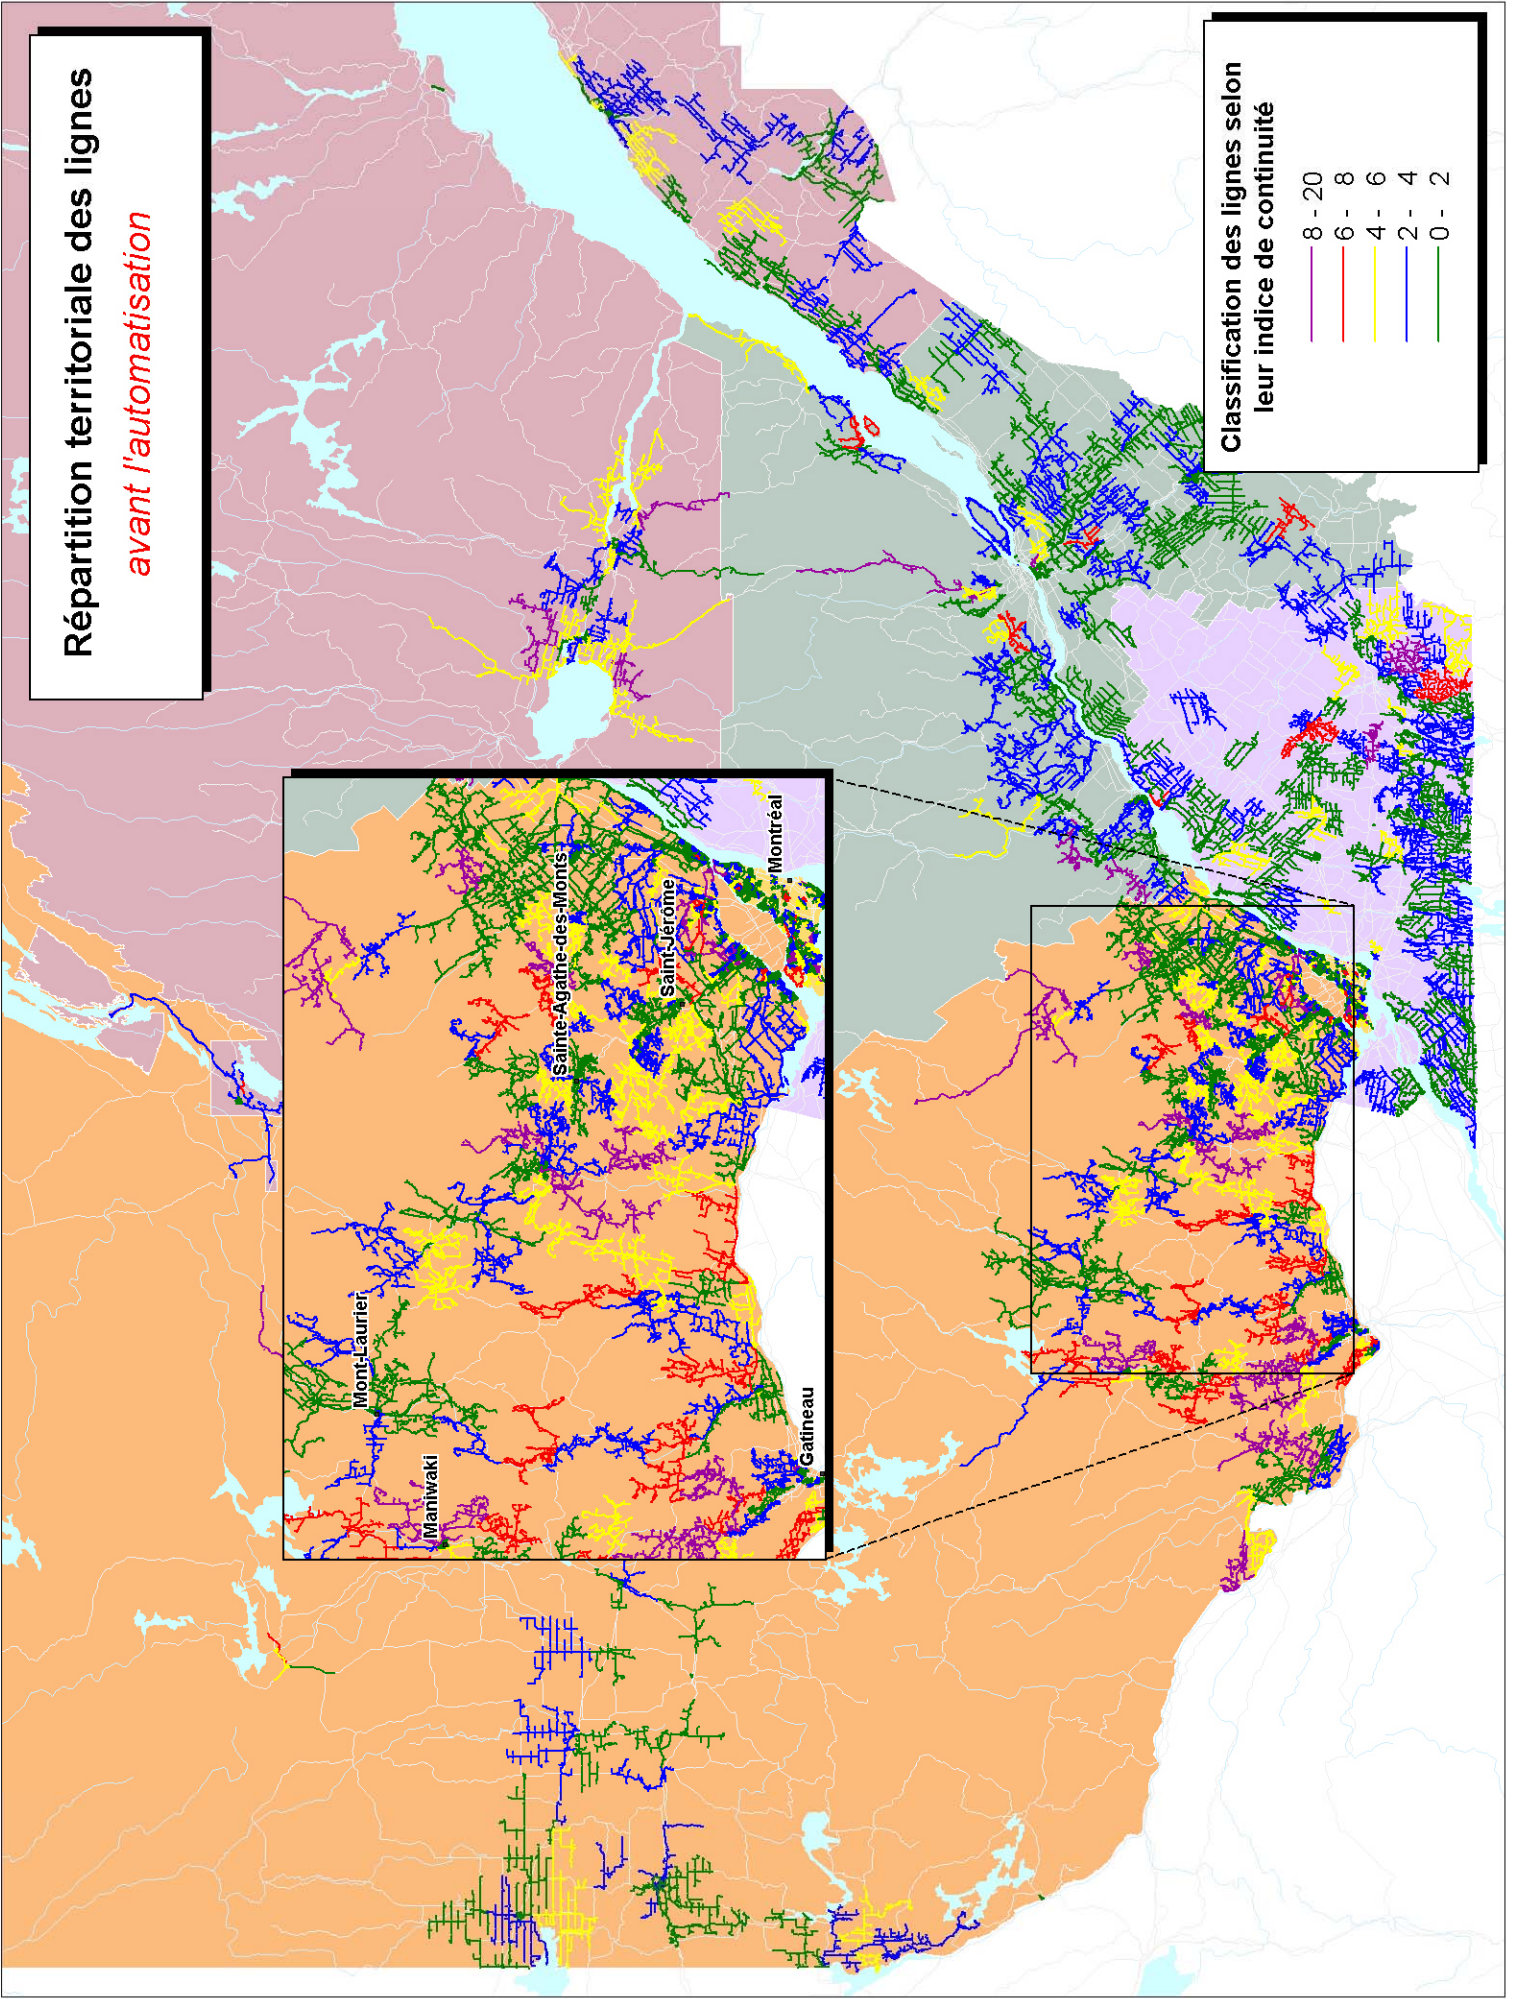 Répartition territoriale des lignes
avant l'automatisation
Mont-Laurier
Maniwaki
Sainte-Agathe-des-Monts
Saint-Jérôme
Montréal
Gatineau
Classification des lignes selon
leur indice de continuité
8 - 20
6 - 8
4 - 6
2 - 4
0 - 2